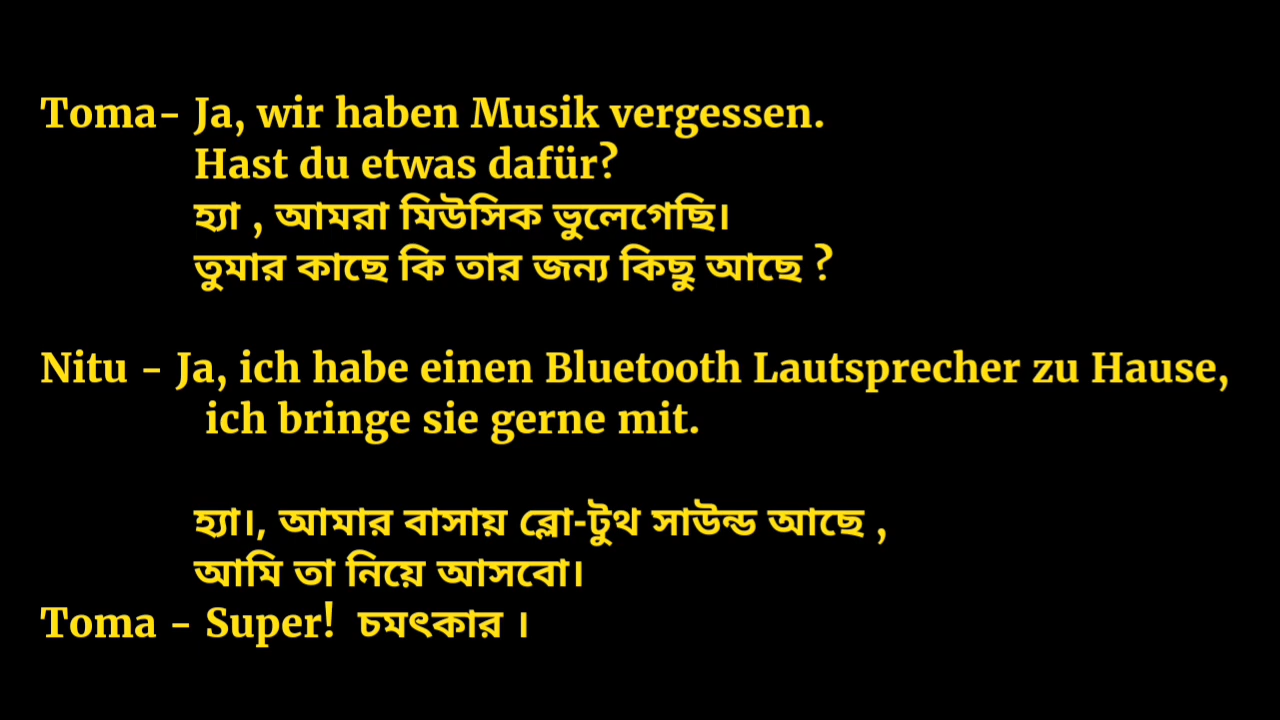 Toma- Ja, wir haben Musik vergessen.
Hast du etwas dafür?
হ্যা , আমরা মিউসিক ভুলেগেছি।
তুমার কাছে কি তার জন্য কিছু আছে ?
Nitu - Ja, ich habe einen Bluetooth Lautsprecher zu Hause,
ich bringe sie gerne mit.
হ্যা।, আমার বাসায় ব্লো-টুথ সাউন্ড আছে ,
আমি তা নিয়ে আসবো।
Toma - Super! চমৎকার ।